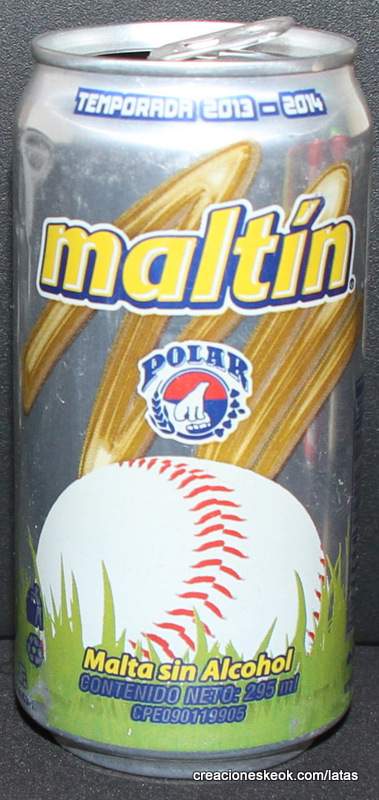 TEMPORADA 2013 - 2014
maltín®
POLAR
Malta sin Alcohol
CONTENIDO NETO: 295 ml
CPE090119905
creacioneskeok.com/latas